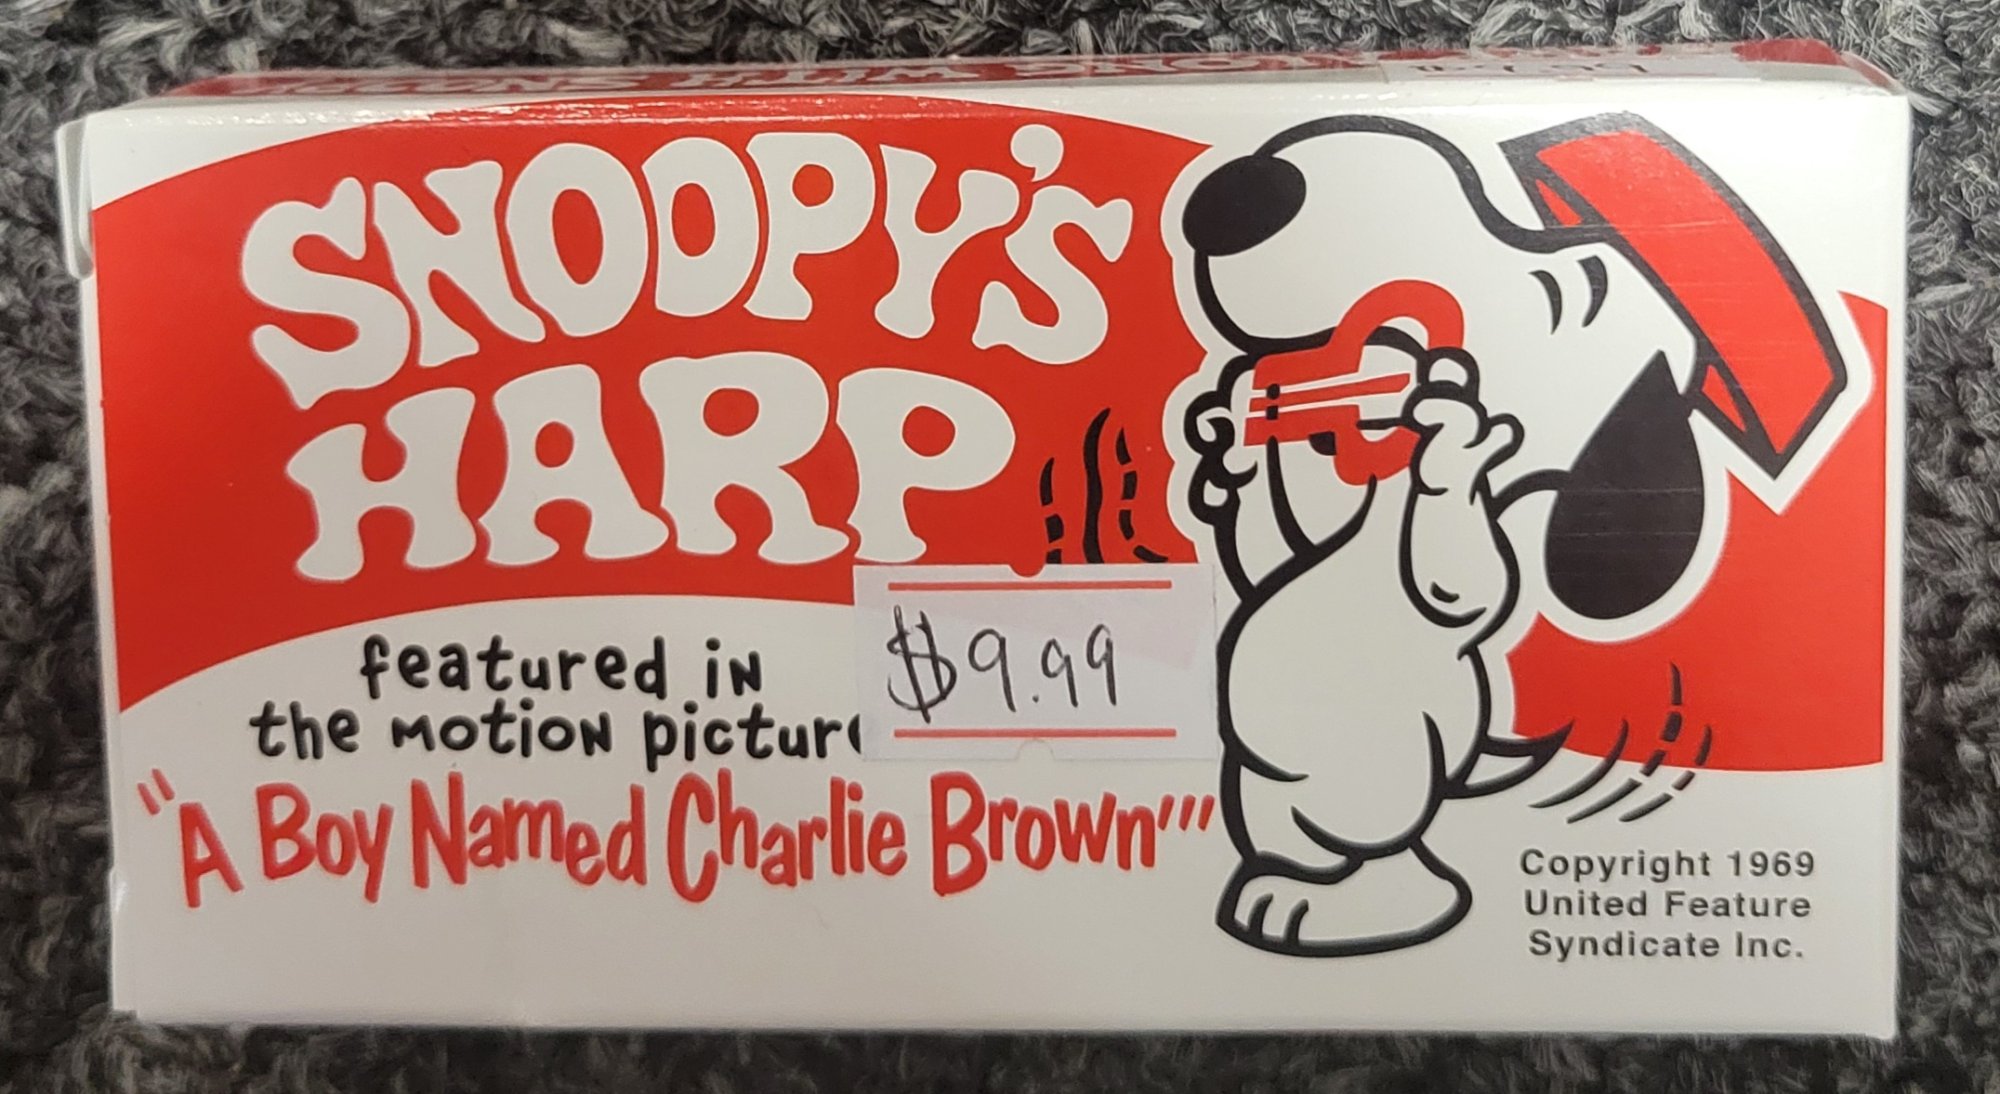 SNOOPY'S
HARP
featured in
the motion pictur
$9.99
"A Boy Named Charlie Brown'"
Copyright 1969
United Feature
Syndicate Inc.